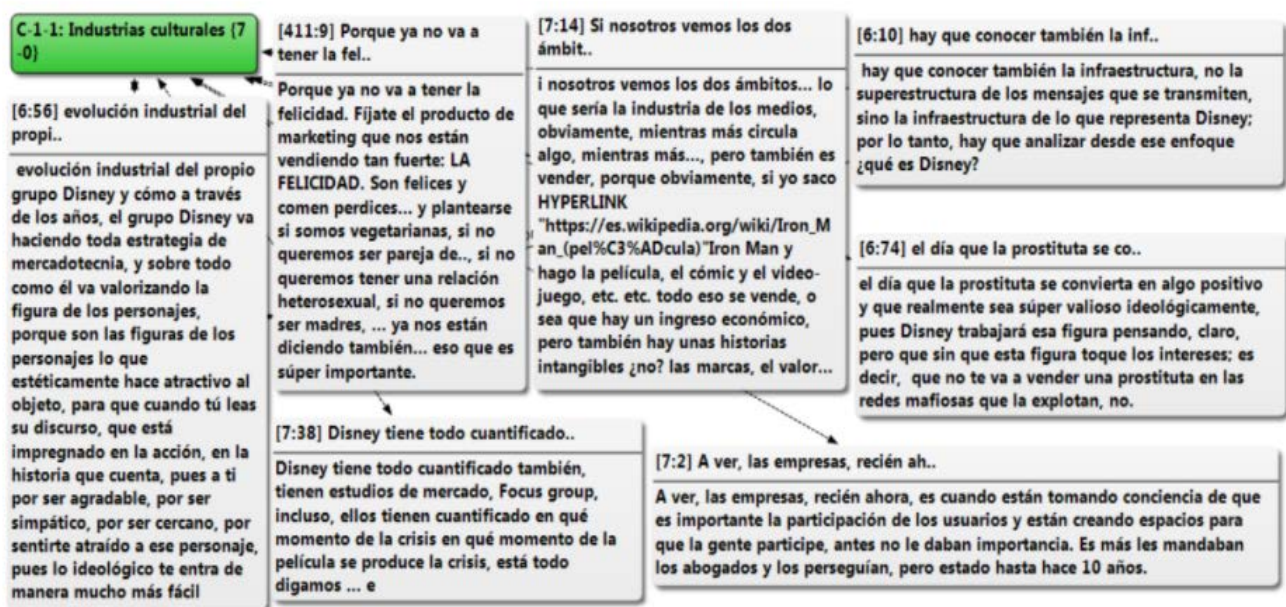 C-1-1: Industrias culturales {7
-0}
[6:56] evolución industrial del
propi..
evolución industrial del propio
grupo Disney y cómo a través
de los años, el grupo Disney va
haciendo toda estrategia de
mercadotecnia, y sobre todo
como él va valorizando la
figura de los personajes,
porque son las figuras de los
personajes lo que
estéticamente hace atractivo al
objeto, para que cuando tú leas
su discurso, que está
impregnado en la acción, en la
historia que cuenta, pues a ti
por ser agradable, por ser
simpático, por ser cercano, por
sentirte atraído a ese personaje,
pues lo ideológico te entra de
manera mucho más fácil
[411:9] Porque ya no va a
tener la fel..
Porque ya no va a tener la
felicidad. Fíjate el producto de
marketing que nos están
vendiendo tan fuerte: LA
FELICIDAD. Son felices y
comen perdices... y plantearse
si somos vegetarianas, si no
queremos ser pareja de.., si no
queremos tener una relación
heterosexual, si no queremos
ser madres, ... ya nos están
diciendo también... eso que es
súper importante.
[7:14] Si nosotros vemos los dos
ámbit..
i nosotros vemos los dos ámbitos... lo
que sería la industria de los medios,
obviamente, mientras más circula
algo, mientras más..., pero también es
vender, porque obviamente, si yo saco
HYPERLINK
"https://es.wikipedia.org/wiki/Iron_M
an_(pel%C3%ADcula)"Iron Man y
hago la película, el cómic y el video-
juego, etc. etc. todo eso se vende, o
sea que hay un ingreso económico,
pero también hay unas historias
intangibles ¿no? las marcas, el valor...
[6:10] hay que conocer también la inf..
hay que conocer también la infraestructura, no la
superestructura de los mensajes que se transmiten,
sino la infraestructura de lo que representa Disney;
por lo tanto, hay que analizar desde ese enfoque
¿qué es Disney?
[6:74] el día que la prostituta se co..
el día que la prostituta se convierta en algo positivo
y que realmente sea súper valioso ideológicamente,
pues Disney trabajará esa figura pensando, claro,
pero que sin que esta figura toque los intereses; es
decir, que no te va a vender una prostituta en las
redes mafiosas que la explotan, no.
[7:38] Disney tiene todo cuantificado..
Disney tiene todo cuantificado también,
tienen estudios de mercado, Focus group,
incluso, ellos tienen cuantificado en qué
momento de la crisis en qué momento de la
película se produce la crisis, está todo
digamos ... e
[7:2] A ver, las empresas, recién ah..
A ver, las empresas, recién ahora, es cuando están tomando conciencia de que
es importante la participación de los usuarios y están creando espacios para
que la gente participe, antes no le daban importancia. Es más les mandaban
los abogados y los perseguían, pero estado hasta hace 10 años.